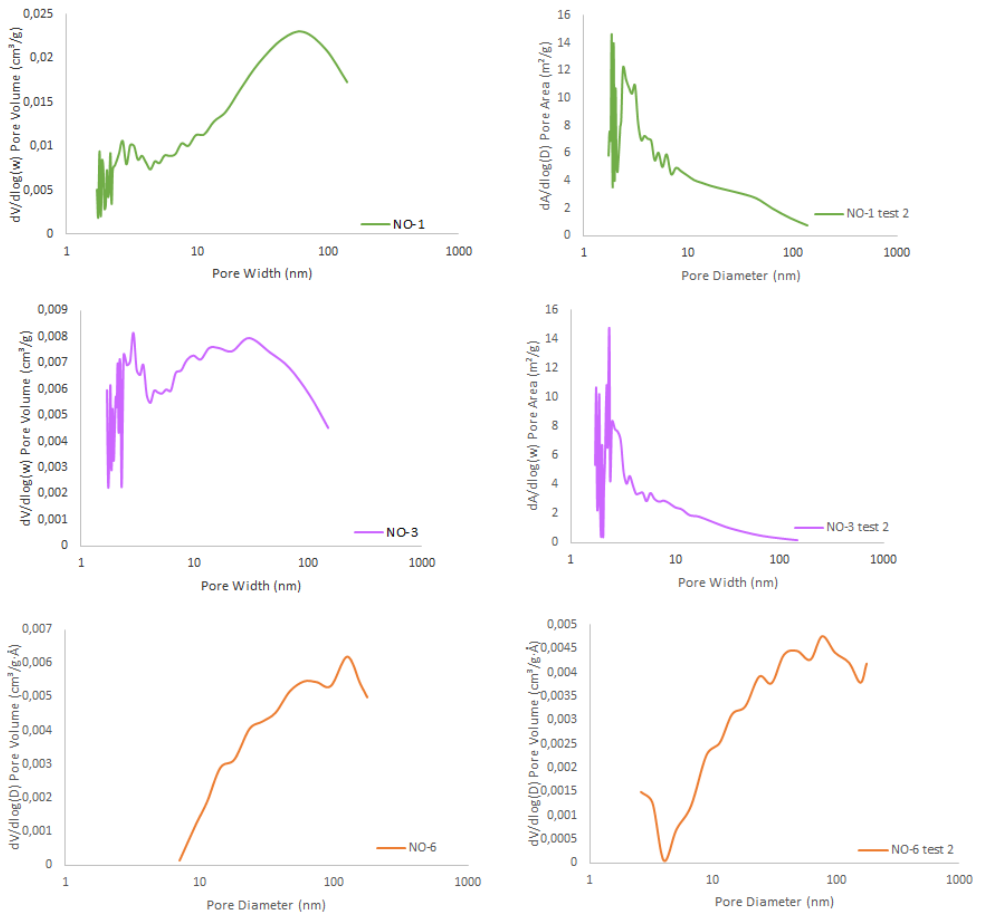 dV/dlog(w) Pore Volume (cm³/g)
0,025
0,02
0,015
0,01
0,005
0
1 10 100 1000
Pore Width (nm)
NO-1
dA/dlog(D) Pore Area (m²/g)
16
14
12
10
8
6
4
2
0
1 10 100 1000
Pore Diameter (nm)
NO-1 test 2
dV/dlog(w) Pore Volume (cm³/g)
0,009
0,008
0,007
0,006
0,005
0,004
0,003
0,002
0,001
0
1 10 100 1000
Pore Width (nm)
NO-3
dA/dlog(w) Pore Area (m²/g)
16
14
12
10
8
6
4
2
0
1 10 100 1000
Pore Width (nm)
NO-3 test 2
dV/dlog(D) Pore Volume (cm³/g·Å)
0,007
0,006
0,005
0,004
0,003
0,002
0,001
0
1 10 100 1000
Pore Diameter (nm)
NO-6
dV/dlog(D) Pore Volume (cm³/g·Å)
0,005
0,0045
0,004
0,0035
0,003
0,0025
0,002
0,0015
0,001
0,0005
0
1 10 100 1000
Pore Diameter (nm)
NO-6 test 2